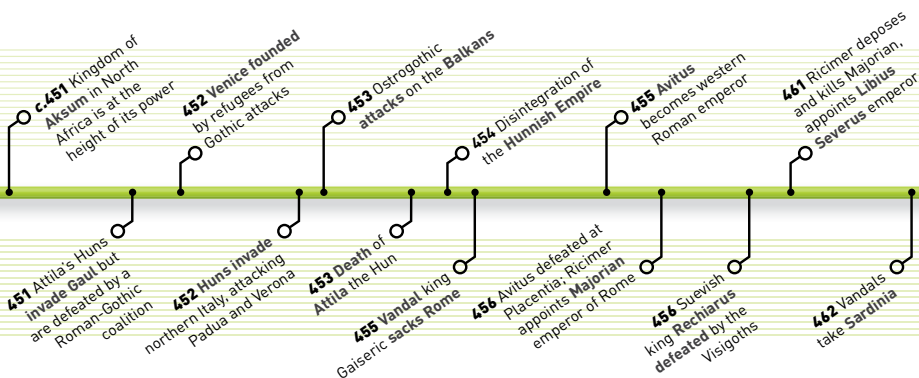 c.451 Kingdom of
Aksum in North
Africa is at the
height of its power
452 Venice founded
by refugees from
Gothic attacks
453 Ostrogothic
attacks on the Balkans
454 Disintegration of
the Hunnish Empire
455 Avitus
becomes western
Roman emperor
461 Ricimer deposes
and kills Majorian,
appoints Libius
Severus emperor
451 Attila's Huns
invade Gaul but
are defeated by a
Roman–Gothic
coalition
452 Huns invade
northern Italy, attacking
Padua and Verona
453 Death of
Attila the Hun
455 Vandal king
Gaiseric sacks Rome
456 Avitus defeated at
Placentia: Ricimer
appoints Majorian
emperor of Rome
456 Suevish
king Rechiarus
defeated by the
Visigoths
462 Vandals
take Sardinia